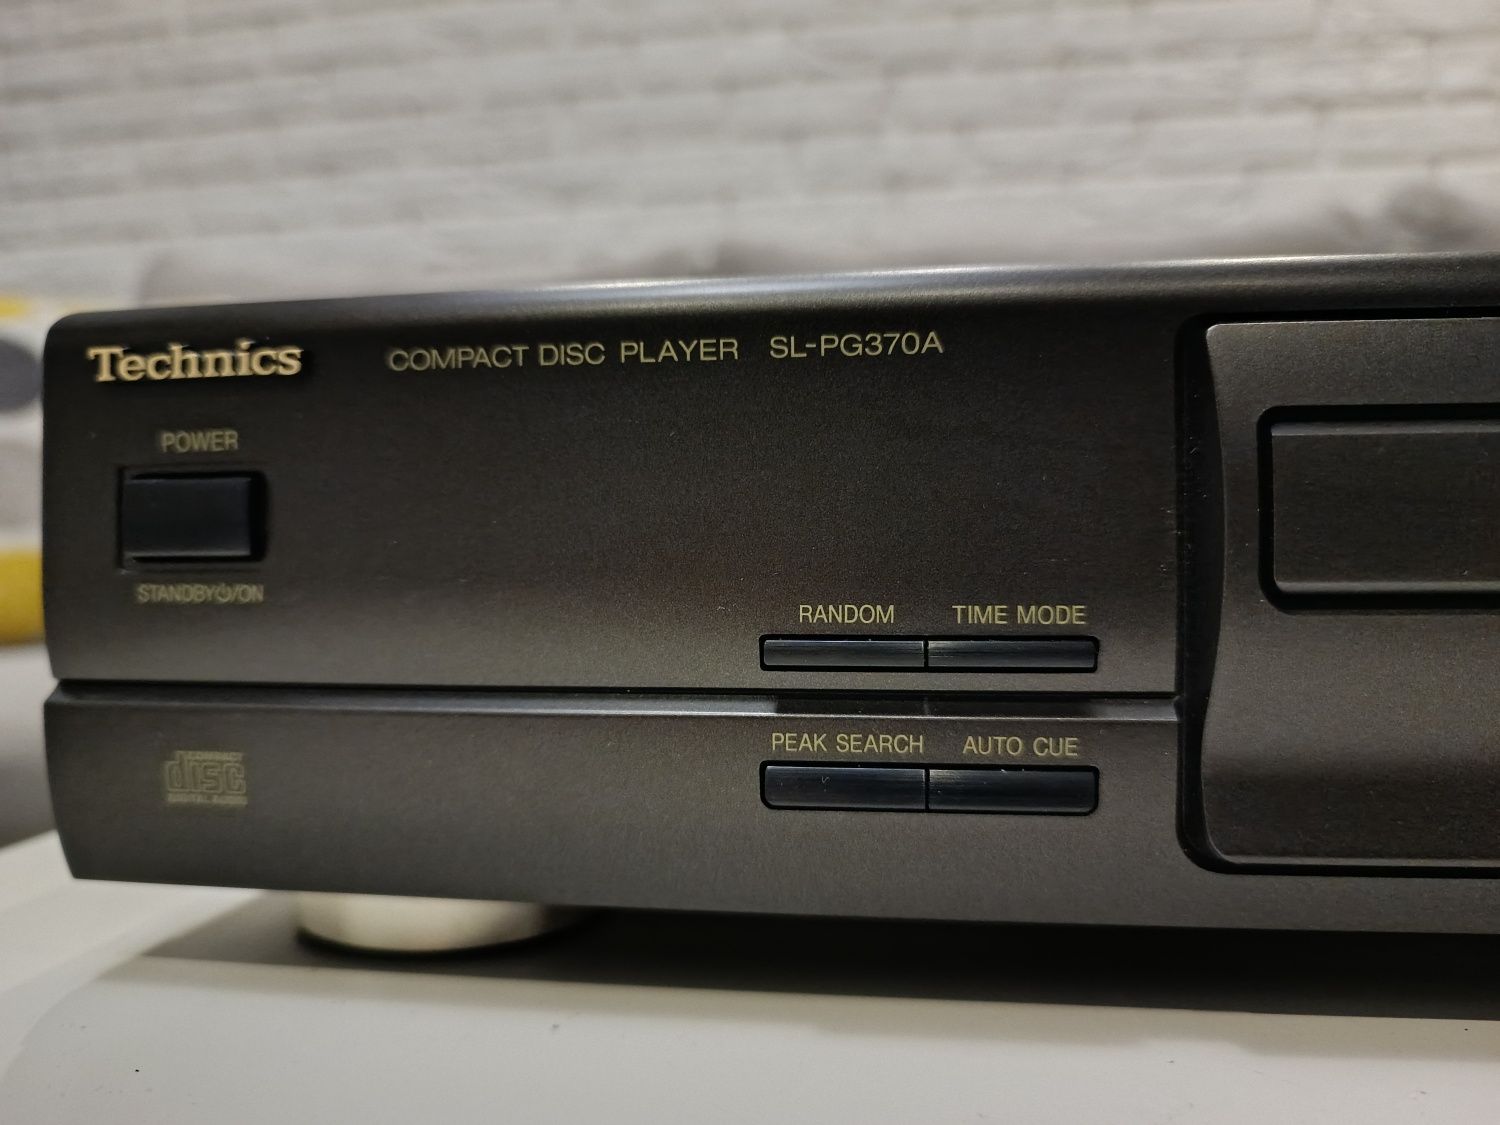 Technics
COMPACT DISC PLAYER SL-PG370A
POWER
STANDBY⏻/ON
RANDOM TIME MODE
PEAK SEARCH AUTO CUE
COMPACT
disc
DIGITAL AUDIO